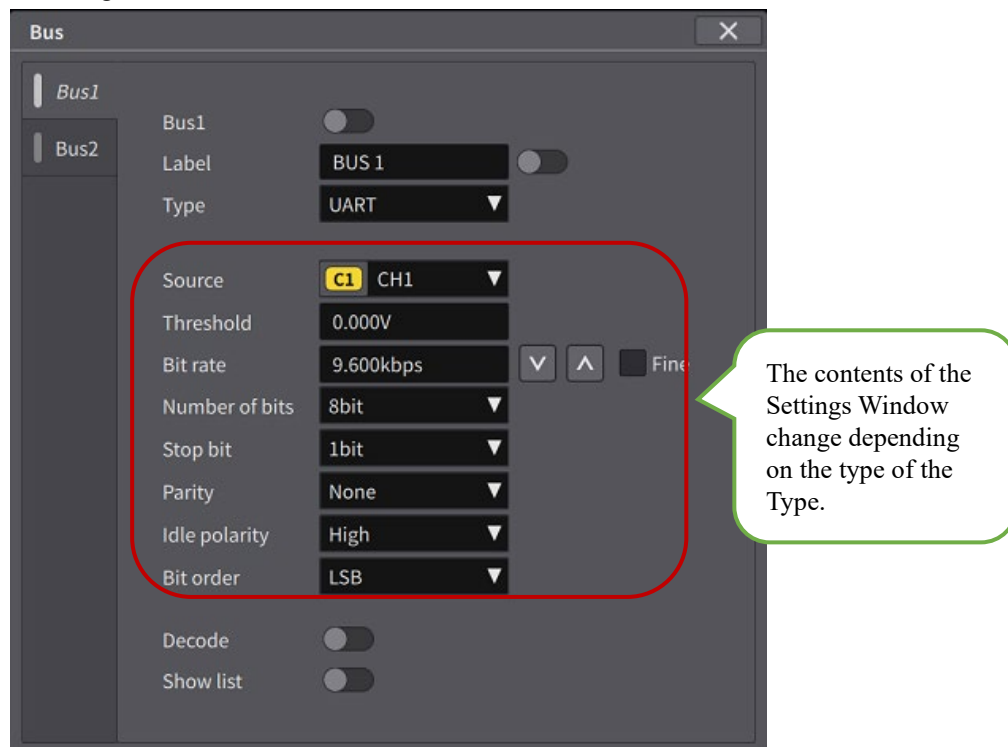 Bus
Bus1
Bus2
Bus1
Label BUS 1
Type UART
Source C1 CH1
Threshold 0.000V
Bit rate 9.600kbps Fine
Number of bits 8bit
Stop bit 1bit
Parity None
Idle polarity High
Bit order LSB
Decode
Show list
The contents of the
Settings Window
change depending
on the type of the
Type.